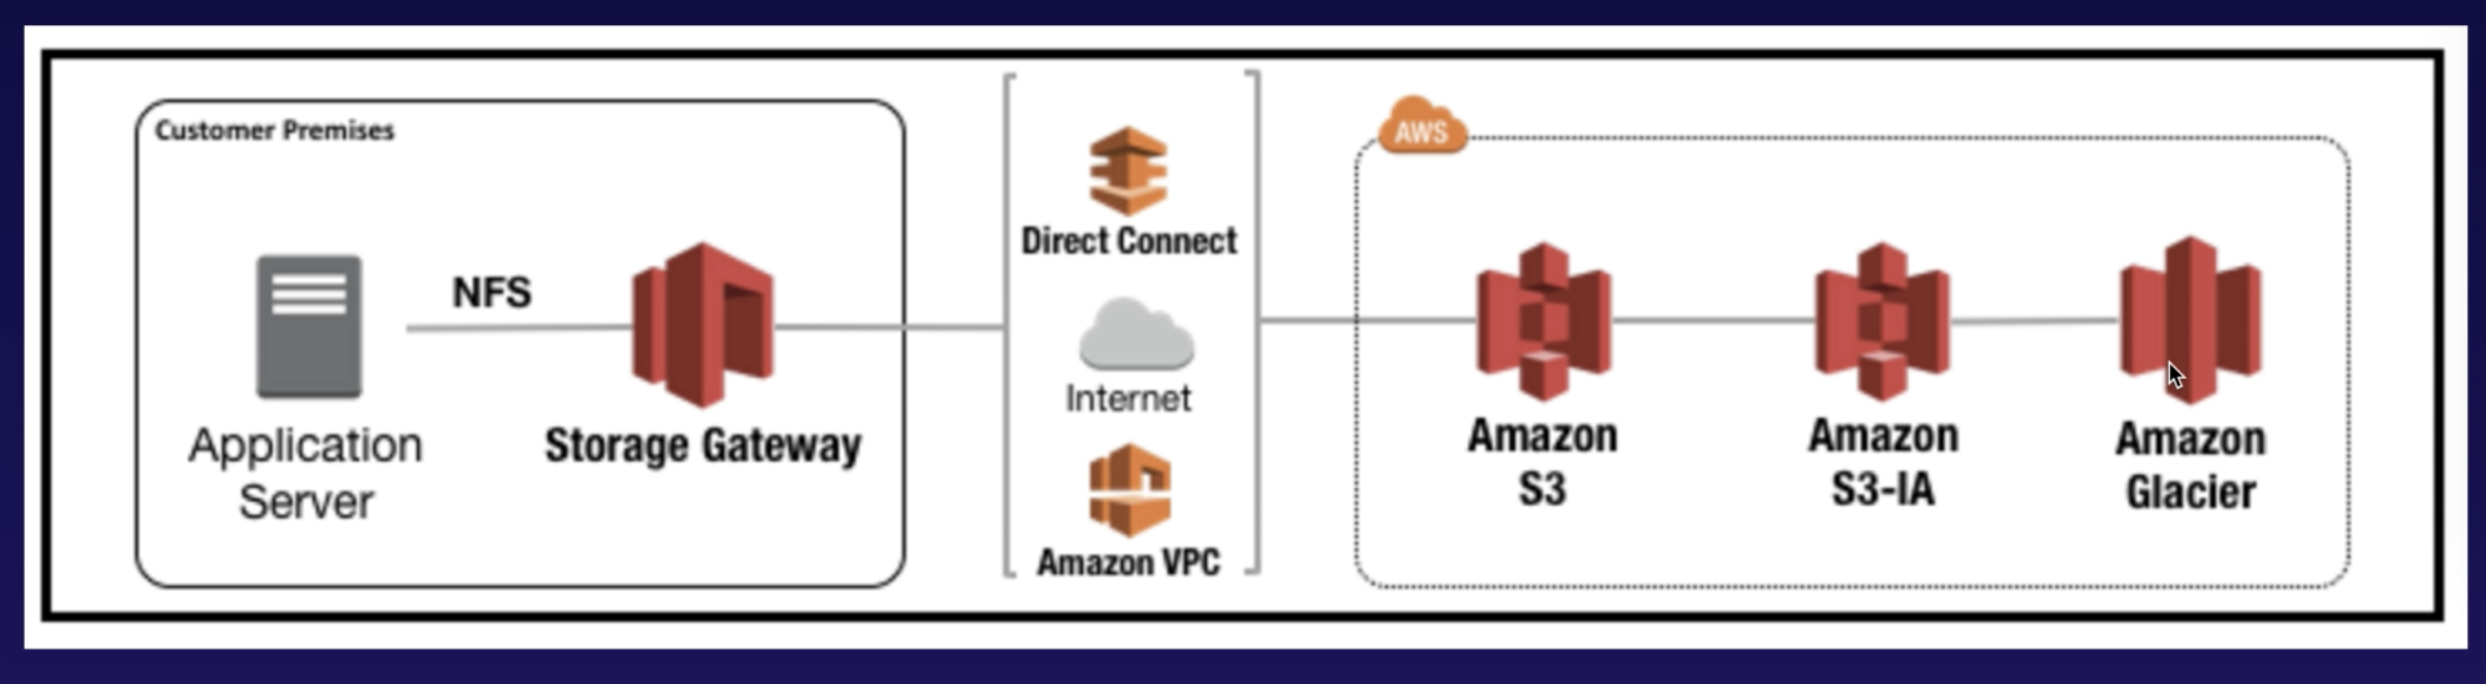 Customer Premises
Application
Server
NFS
Storage Gateway
Direct Connect
Internet
Amazon VPC
AWS
Amazon
S3
Amazon
S3-IA
Amazon
Glacier